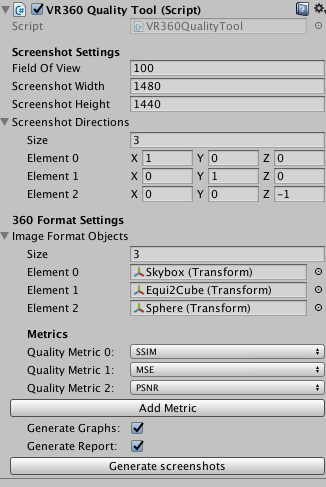 VR360 Quality Tool (Script)
Script VR360QualityTool
Screenshot Settings
Field Of View 100
Screenshot Width 1480
Screenshot Height 1440
Screenshot Directions
Size 3
Element 0 X 1 Y 0 Z 0
Element 1 X 0 Y 1 Z 0
Element 2 X 0 Y 0 Z -1
360 Format Settings
Image Format Objects
Size 3
Element 0 Skybox (Transform)
Element 1 Equi2Cube (Transform)
Element 2 Sphere (Transform)
Metrics
Quality Metric 0: SSIM
Quality Metric 1: MSE
Quality Metric 2: PSNR
Add Metric
Generate Graphs:
Generate Report:
Generate screenshots